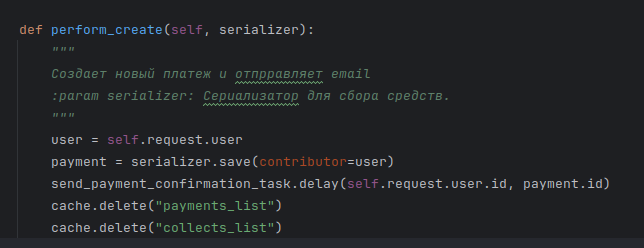 def perform_create(self, serializer):
"""
Создает новый платеж и отпрравляет email
:param serializer: Сериализатор для сбора средств.
"""
user = self.request.user
payment = serializer.save(contributor=user)
send_payment_confirmation_task.delay(self.request.user.id, payment.id)
cache.delete("payments_list")
cache.delete("collects_list")